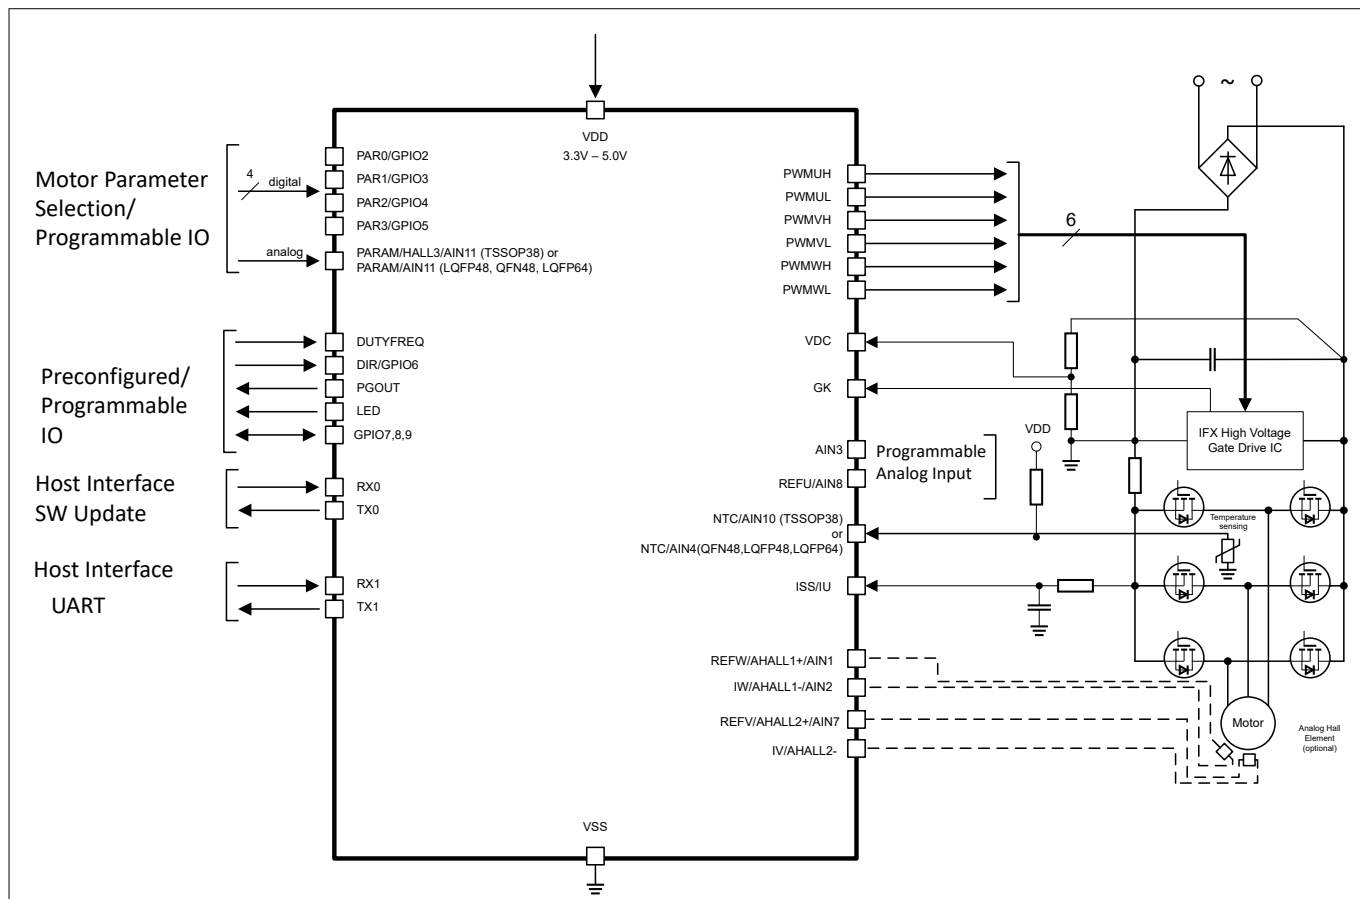 VDD
3.3V – 5.0V
Motor Parameter
Selection/
Programmable IO
4
digital
analog
PAR0/GPIO2
PAR1/GPIO3
PAR2/GPIO4
PAR3/GPIO5
PARAM/HALL3/AIN11 (TSSOP38) or
PARAM/AIN11 (LQFP48, QFN48, LQFP64)
Preconfigured/
Programmable
IO
DUTYFREQ
DIR/GPIO6
PGOUT
LED
GPIO7,8,9
Host Interface
SW Update
RX0
TX0
Host Interface
UART
RX1
TX1
PWMUH
PWMUL
PWMVH
PWMVL
PWMWH
PWMWL
6
~
VDC
GK
AIN3
REFU/AIN8
Programmable
Analog Input
VDD
IFX High Voltage
Gate Drive IC
NTC/AIN10 (TSSOP38)
or
NTC/AIN4(QFN48,LQFP48,LQFP64)
Temperature
sensing
ISS/IU
REFW/AHALL1+/AIN1
IW/AHALL1-/AIN2
REFV/AHALL2+/AIN7
IV/AHALL2-
Motor
Analog Hall
Element
(optional)
VSS